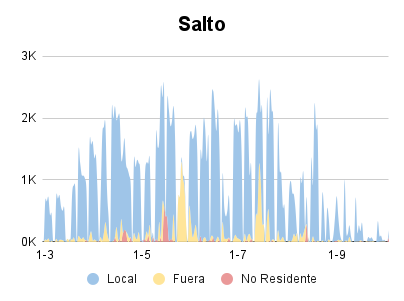 Salto
3K
2K
1K
0K
1-3
1-5
1-7
1-9
Local
Fuera
No Residente